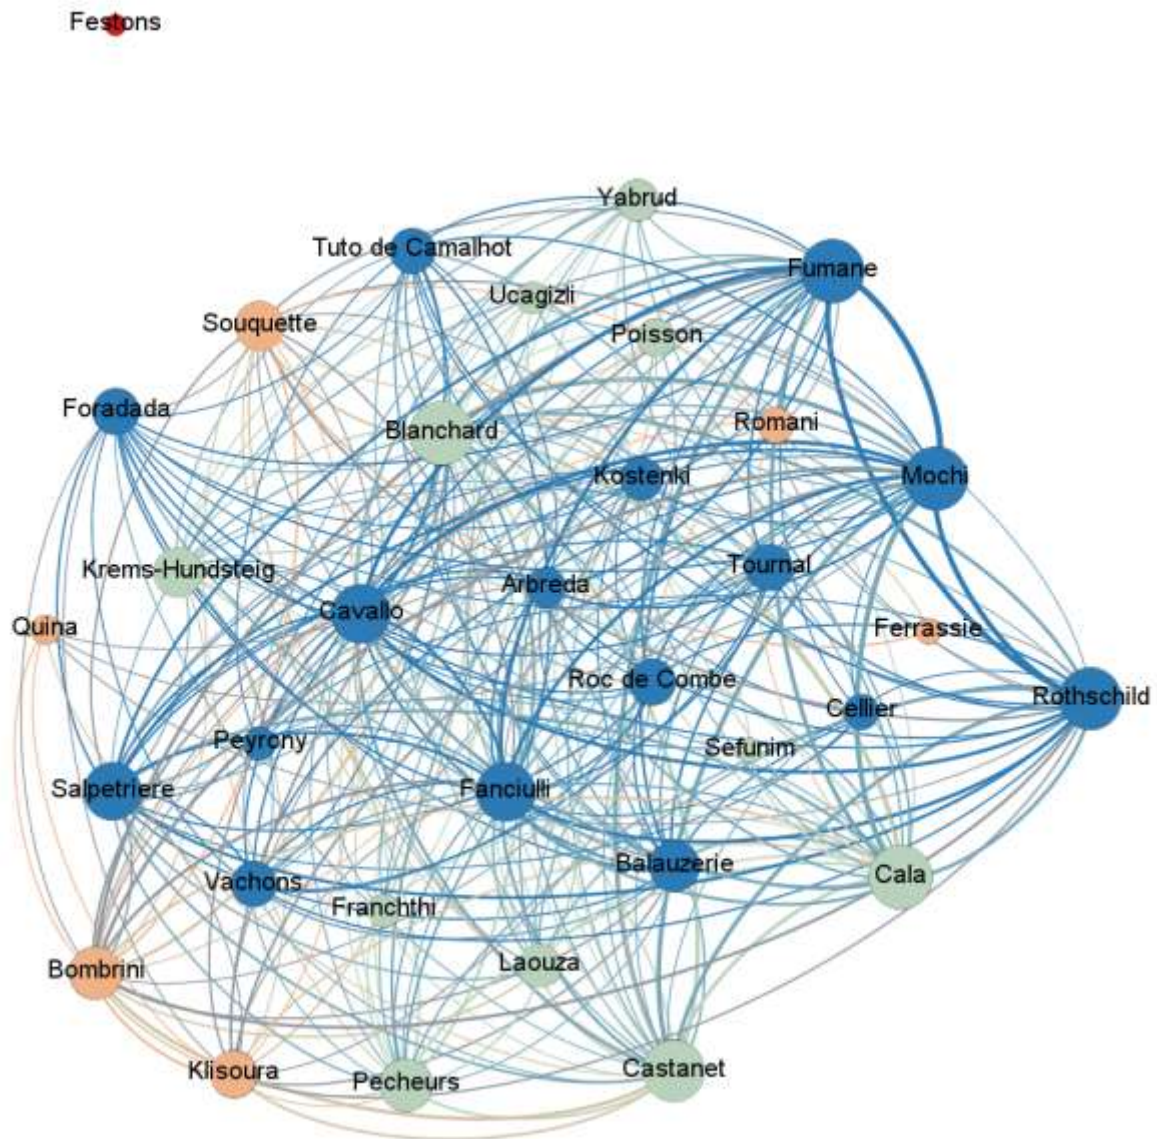 Festons
Yabrud
Tuto de Camalhot
Fumane
Ucagizli
Souquette
Poisson
Foradada
Blanchard
Romani
Kostenki
Mochi
Krems-Hundsteig
Tournal
Arbreda
Cavallo
Quina
Ferrassie
Roc de Combe
Rothschild
Cellier
Peyrony
Sefunim
Salpetriere
Fanciulli
Balauzerie
Cala
Vachons
Franchthi
Bombrini
Laouza
Klisoura
Pecheurs
Castanet